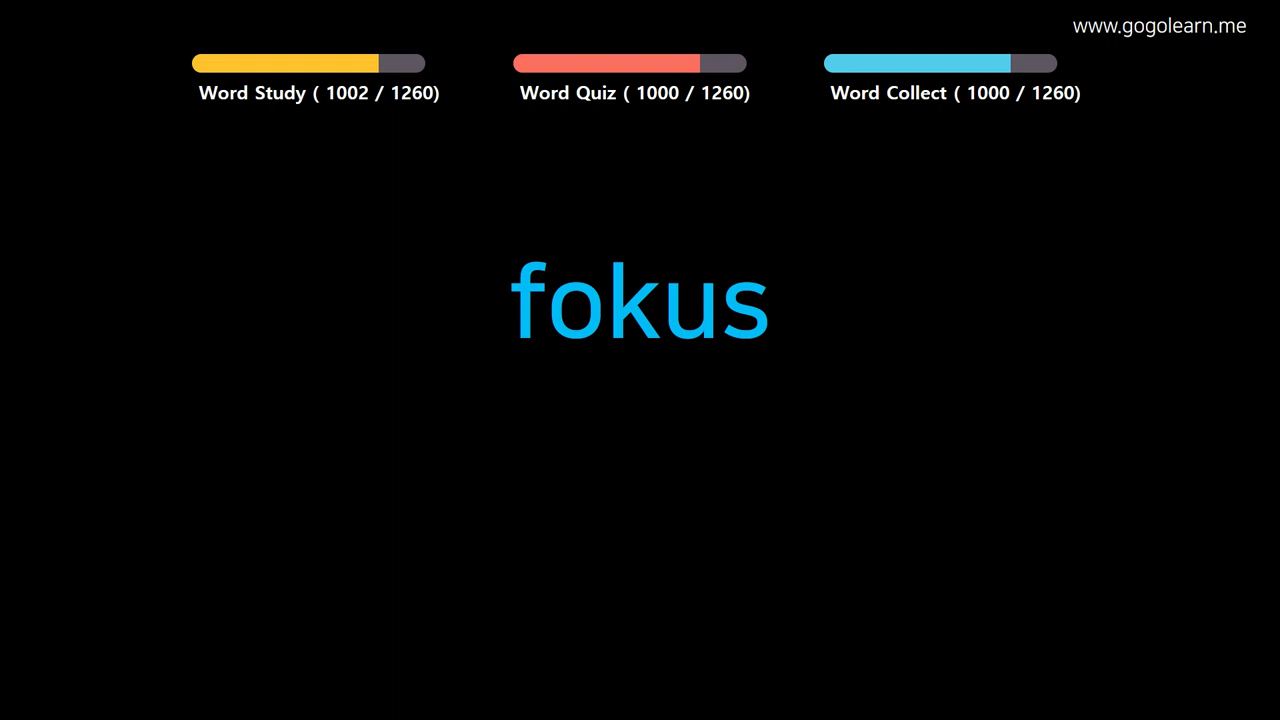 www.gogolearn.me
Word Study ( 1002 / 1260)
Word Quiz ( 1000 / 1260)
Word Collect ( 1000 / 1260)
fokus